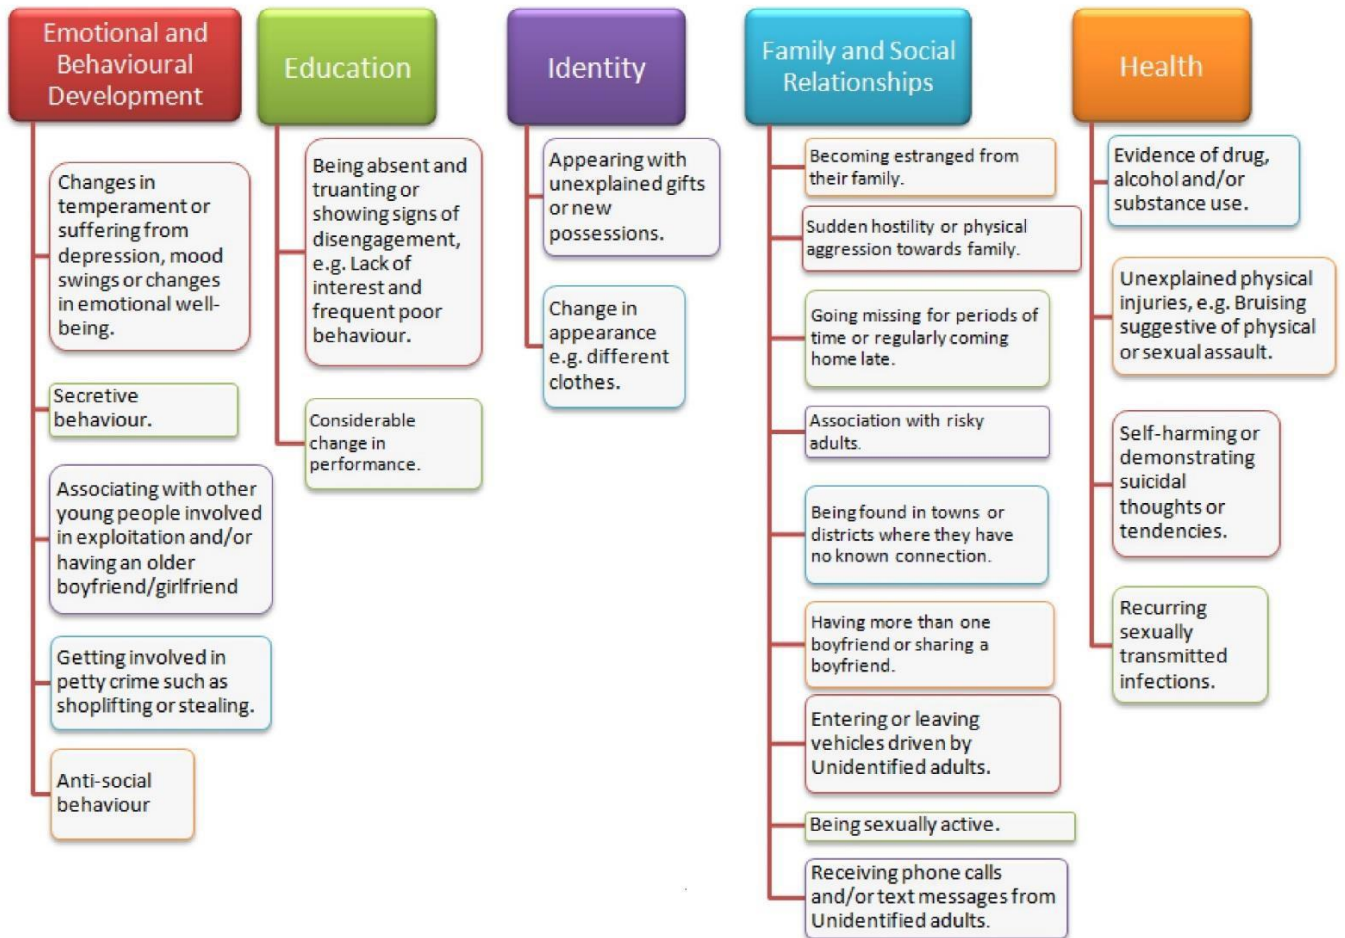 Emotional and
Behavioural
Development
Changes in
temperament or
suffering from
depression, mood
swings or changes
in emotional well-
being.
Secretive
behaviour.
Associating with other
young people involved
in exploitation and/or
having an older
boyfriend/girlfriend
Getting involved in
petty crime such as
shoplifting or stealing.
Anti-social
behaviour
Education
Being absent and
truanting or
showing signs of
disengagement,
e.g. Lack of
interest and
frequent poor
behaviour.
Considerable
change in
performance.
Identity
Appearing with
unexplained gifts
or new
possessions.
Change in
appearance
e.g. different
clothes.
Family and Social
Relationships
Becoming estranged from
their family.
Sudden hostility or physical
aggression towards family.
Going missing for periods of
time or regularly coming
home late.
Association with risky
adults.
Being found in towns or
districts where they have
no known connection.
Having more than one
boyfriend or sharing a
boyfriend.
Entering or leaving
vehicles driven by
Unidentified adults.
Being sexually active.
Receiving phone calls
and/or text messages from
Unidentified adults.
Health
Evidence of drug,
alcohol and/or
substance use.
Unexplained physical
injuries, e.g. Bruising
suggestive of physical
or sexual assault.
Self-harming or
demonstrating
suicidal
thoughts or
tendencies.
Recurring
sexually
transmitted
infections.